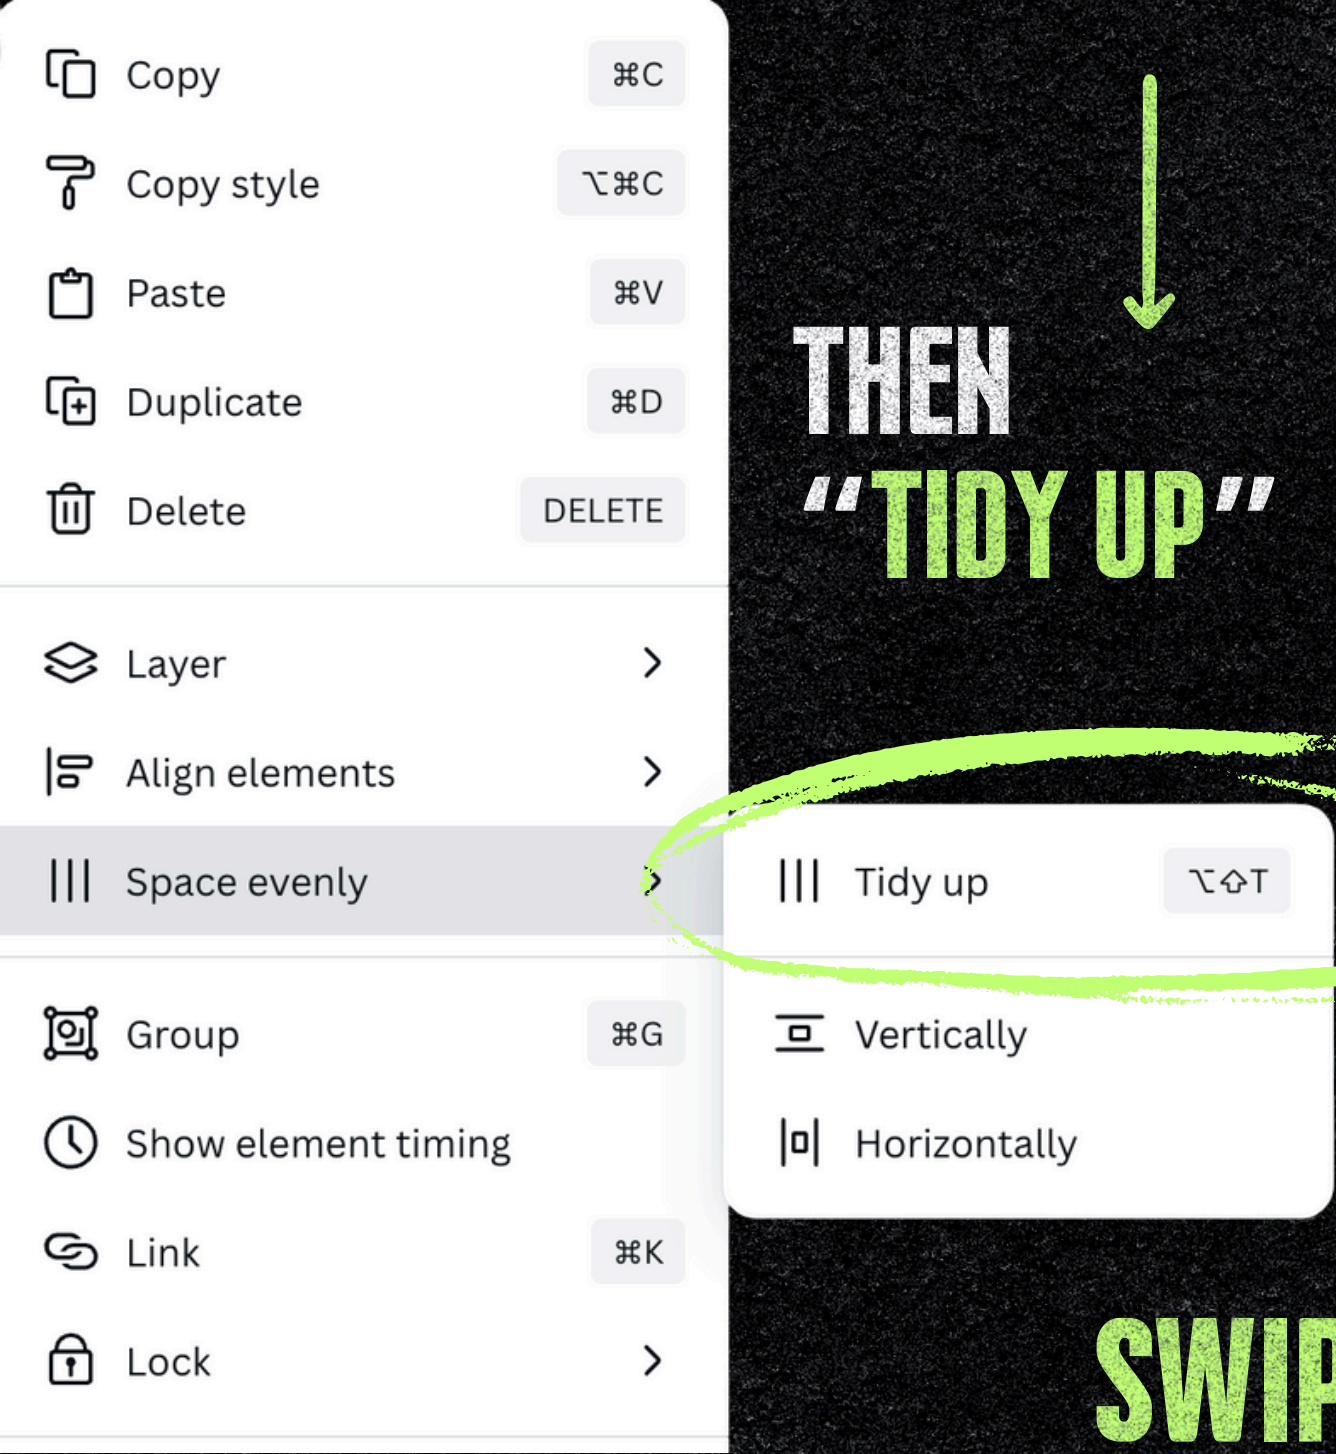 Copy ⌘C
Copy style ⌥⌘C
Paste ⌘V
Duplicate ⌘D
Delete DELETE
Layer
Align elements
Space evenly
Group ⌘G
Show element timing
Link ⌘K
Lock
THEN
“TIDY UP”
Tidy up ⌥⇧T
Vertically
Horizontally
SWIP